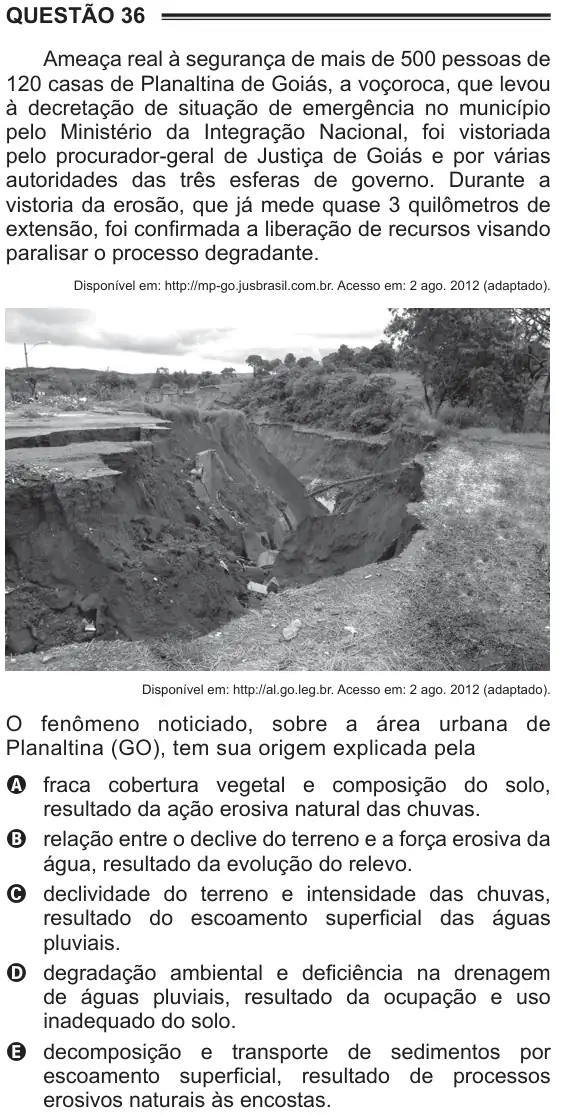 QUESTÃO 36
Ameaça real à segurança de mais de 500 pessoas de
120 casas de Planaltina de Goiás, a voçoroca, que levou
à decretação de situação de emergência no município
pelo Ministério da Integração Nacional, foi vistoriada
pelo procurador-geral de Justiça de Goiás e por várias
autoridades das três esferas de governo. Durante a
vistoria da erosão, que já mede quase 3 quilômetros de
extensão, foi confirmada a liberação de recursos visando
paralisar o processo degradante.
Disponível em: http://mp-go.jusbrasil.com.br. Acesso em: 2 ago. 2012 (adaptado).
Disponível em: http://al.go.leg.br. Acesso em: 2 ago. 2012 (adaptado).
O fenômeno noticiado, sobre a área urbana de
Planaltina (GO), tem sua origem explicada pela
A fraca cobertura vegetal e composição do solo,
resultado da ação erosiva natural das chuvas.
B relação entre o declive do terreno e a força erosiva da
água, resultado da evolução do relevo.
C declividade do terreno e intensidade das chuvas,
resultado do escoamento superficial das águas
pluviais.
D degradação ambiental e deficiência na drenagem
de águas pluviais, resultado da ocupação e uso
inadequado do solo.
E decomposição e transporte de sedimentos por
escoamento superficial, resultado de processos
erosivos naturais às encostas.